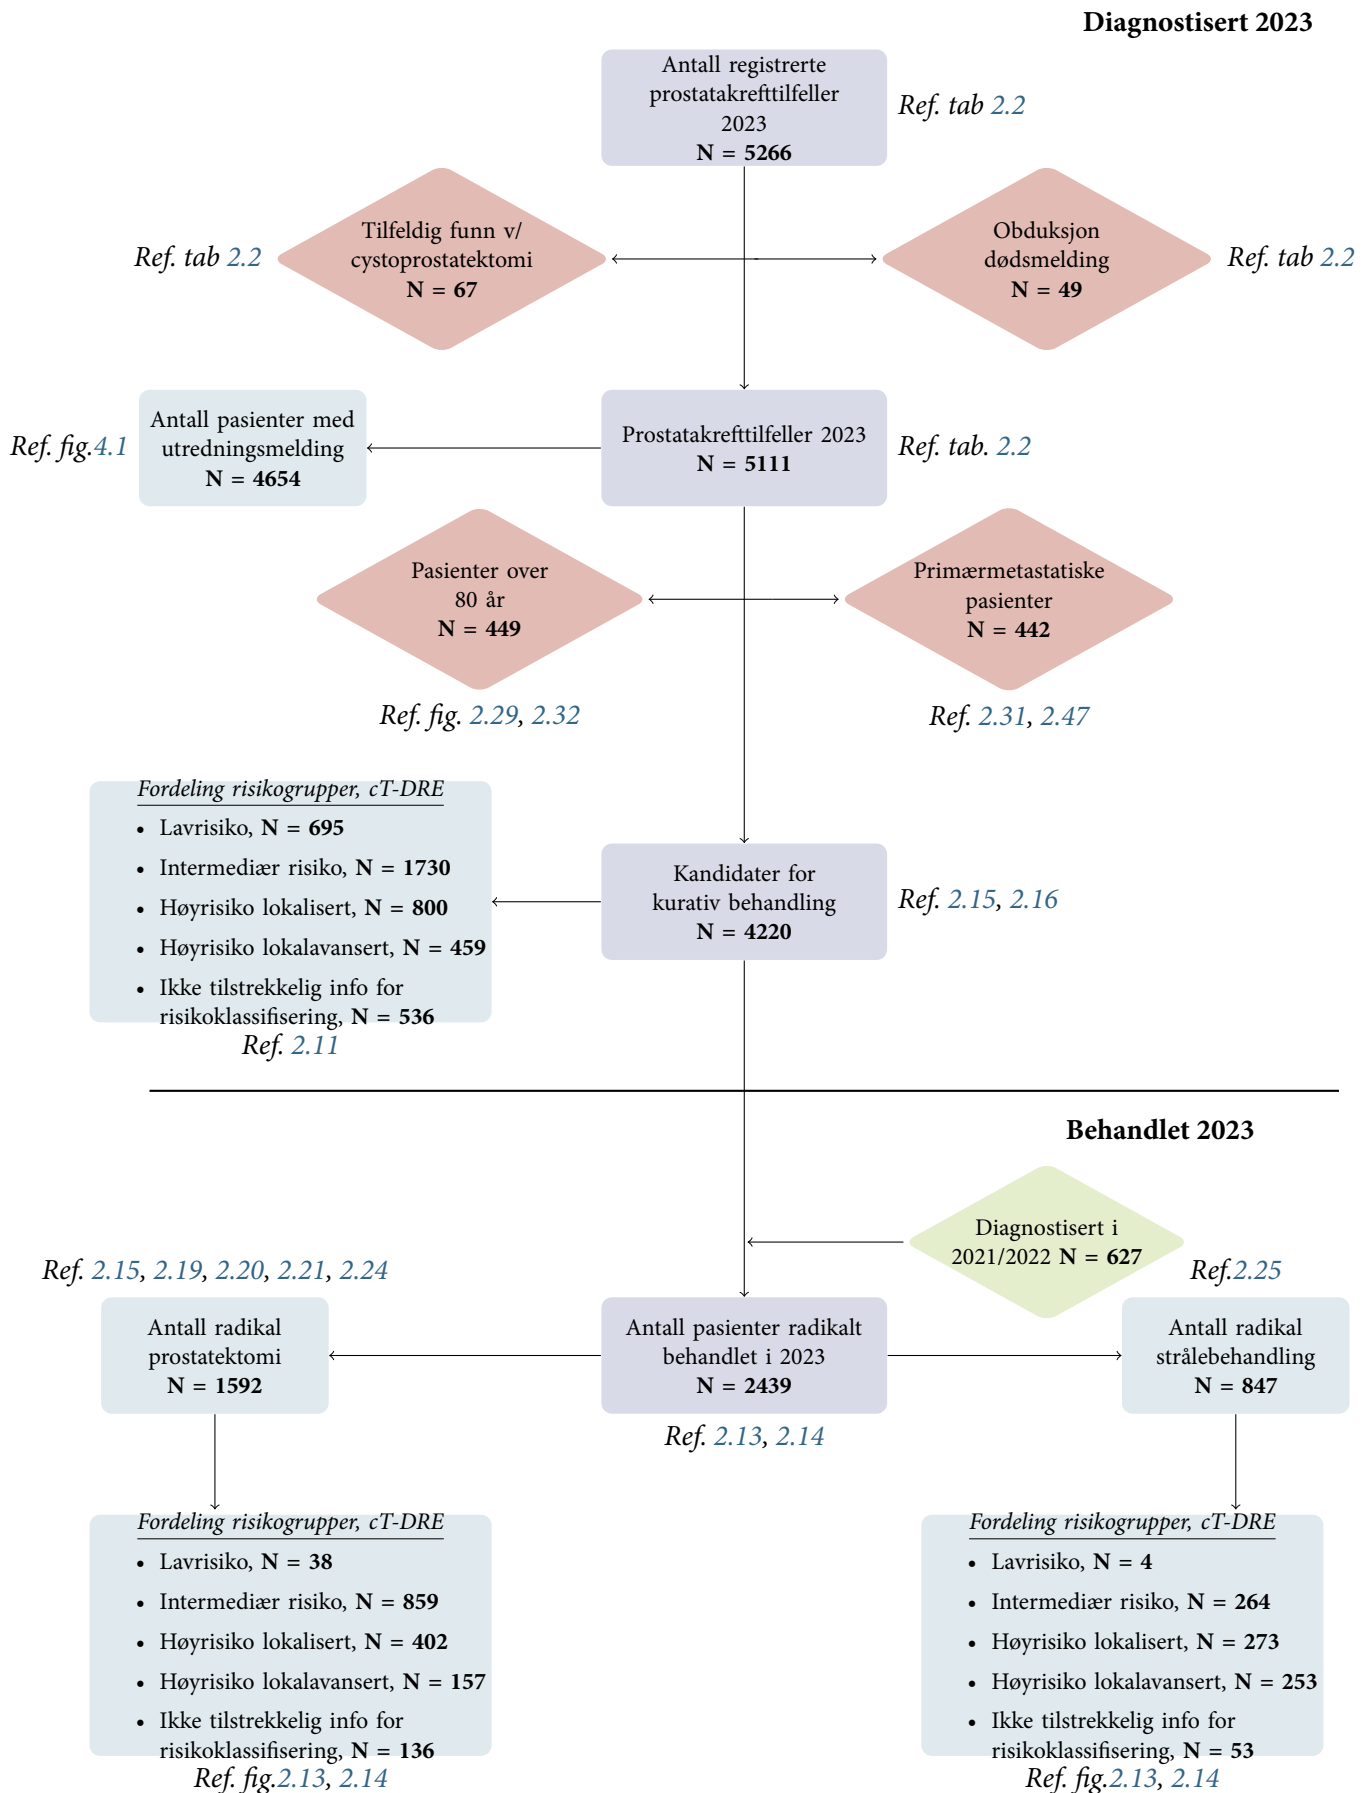 Diagnostisert 2023
Antall registrerte
prostatakrefttilfeller
2023
N = 5266
Ref. tab 2.2
Ref. tab 2.2
Tilfeldig funn v/
cystoprostatektomi
N = 67
Obduksjon
dødsmelding
N = 49
Ref. tab 2.2
Ref. fig.4.1
Antall pasienter med
utredningsmelding
N = 4654
Prostatakrefttilfeller 2023
N = 5111
Ref. tab. 2.2
Pasienter over
80 år
N = 449
Ref. fig. 2.29, 2.32
Primærmetastatiske
pasienter
N = 442
Ref. 2.31, 2.47
Fordeling risikogrupper, cT-DRE
• Lavrisiko, N = 695
• Intermediær risiko, N = 1730
• Høyrisiko lokalisert, N = 800
• Høyrisiko lokalavansert, N = 459
• Ikke tilstrekkelig info for
risikoklassifisering, N = 536
Ref. 2.11
Kandidater for
kurativ behandling
N = 4220
Ref. 2.15, 2.16
Behandlet 2023
Diagnostisert i
2021/2022 N = 627
Ref. 2.15, 2.19, 2.20, 2.21, 2.24
Antall radikal
prostatektomi
N = 1592
Antall pasienter radikalt
behandlet i 2023
N = 2439
Ref. 2.13, 2.14
Ref.2.25
Antall radikal
strålebehandling
N = 847
Fordeling risikogrupper, cT-DRE
• Lavrisiko, N = 38
• Intermediær risiko, N = 859
• Høyrisiko lokalisert, N = 402
• Høyrisiko lokalavansert, N = 157
• Ikke tilstrekkelig info for
risikoklassifisering, N = 136
Ref. fig.2.13, 2.14
Fordeling risikogrupper, cT-DRE
• Lavrisiko, N = 4
• Intermediær risiko, N = 264
• Høyrisiko lokalisert, N = 273
• Høyrisiko lokalavansert, N = 253
• Ikke tilstrekkelig info for
risikoklassifisering, N = 53
Ref. fig.2.13, 2.14